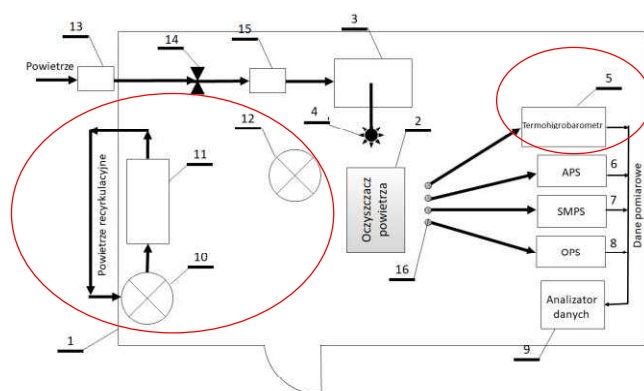 13
14
15
3
Powietrze
5
4
12
2
Termohigrobarometr
11
Powietrze recyrkulacyjne
Oczyszczacz
powietrza
APS
6
SMPS
7
OPS
8
Dane pomiarowe
10
16
Analizator
danych
1
9